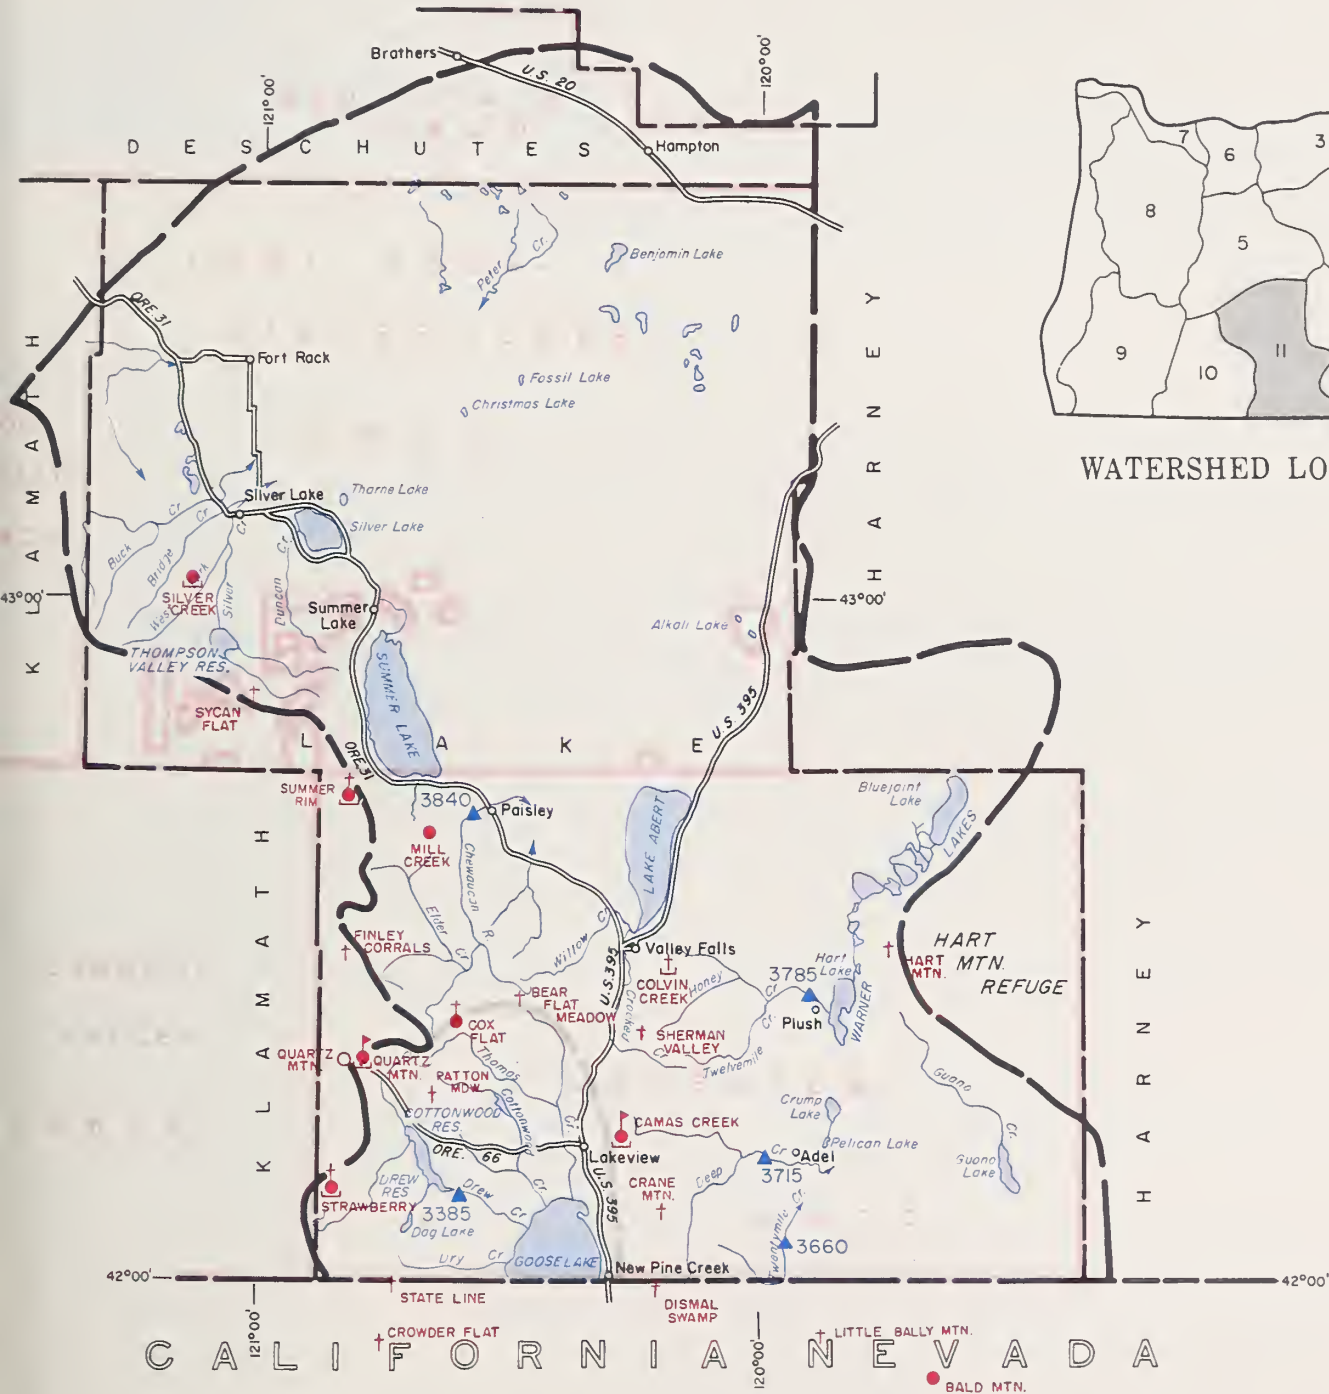 Brothers
U.S. 20
120°00'
121°00'
DESCHUTES
Hampton
7
6
3
8
5
9
10
11
WATERSHED LO
Peter Cr.
Benjamin Lake
ORE. 31
Fort Rock
Fossil Lake
Christmas Lake
KLAMATH
HARNEY
Silver Lake
Thorne Lake
Silver Lake
Buck Cr
Bridge Cr
West Fork
Silver Cr
Duncan Cr.
SILVER
CREEK
43°00'
43°00'
Summer
Lake
Alkali Lake
THOMPSON
VALLEY RES.
SUMMER LAKE
SYCAN
FLAT
U.S. 395
LAKE
ORE. 31
SUMMER
RIM
3840
Paisley
Bluejoint
Lake
MILL
CREEK
LAKE ABERT
WARNER LAKES
KLAMATH
Chewaucan R.
Elder Cr
Willow Cr.
FINLEY
CORRALS
Valley Falls
HART
MTN.
REFUGE
HART
MTN.
Hart
Lake
COLVIN
CREEK
Honey Cr
3785
Plush
U.S. 395
Crooked Cr
BEAR
FLAT
MEADOW
COX
FLAT
SHERMAN
VALLEY
Twelvemile Cr.
QUARTZ
MTN.
QUARTZ
MTN.
Thomas Cr.
PATTON
MDW.
Cottonwood Cr.
COTTONWOOD
RES.
Guano Cr.
HARNEY
Crump
Lake
CAMAS CREEK
Pelican Lake
ORE. 66
Lakeview
Deep Cr
Adel
3715
Guano
Lake
DREW
RES
STRAWBERRY
Drew Cr
3385
Dog Lake
U.S. 395
CRANE
MTN.
Twentymile Cr.
3660
Dry Cr
GOOSE LAKE
New Pine Creek
42°00'
42°00'
STATE LINE
DISMAL
SWAMP
121°00'
CROWDER FLAT
120°00'
LITTLE BALLY MTN.
CALIFORNIA NEVADA
BALD MTN.